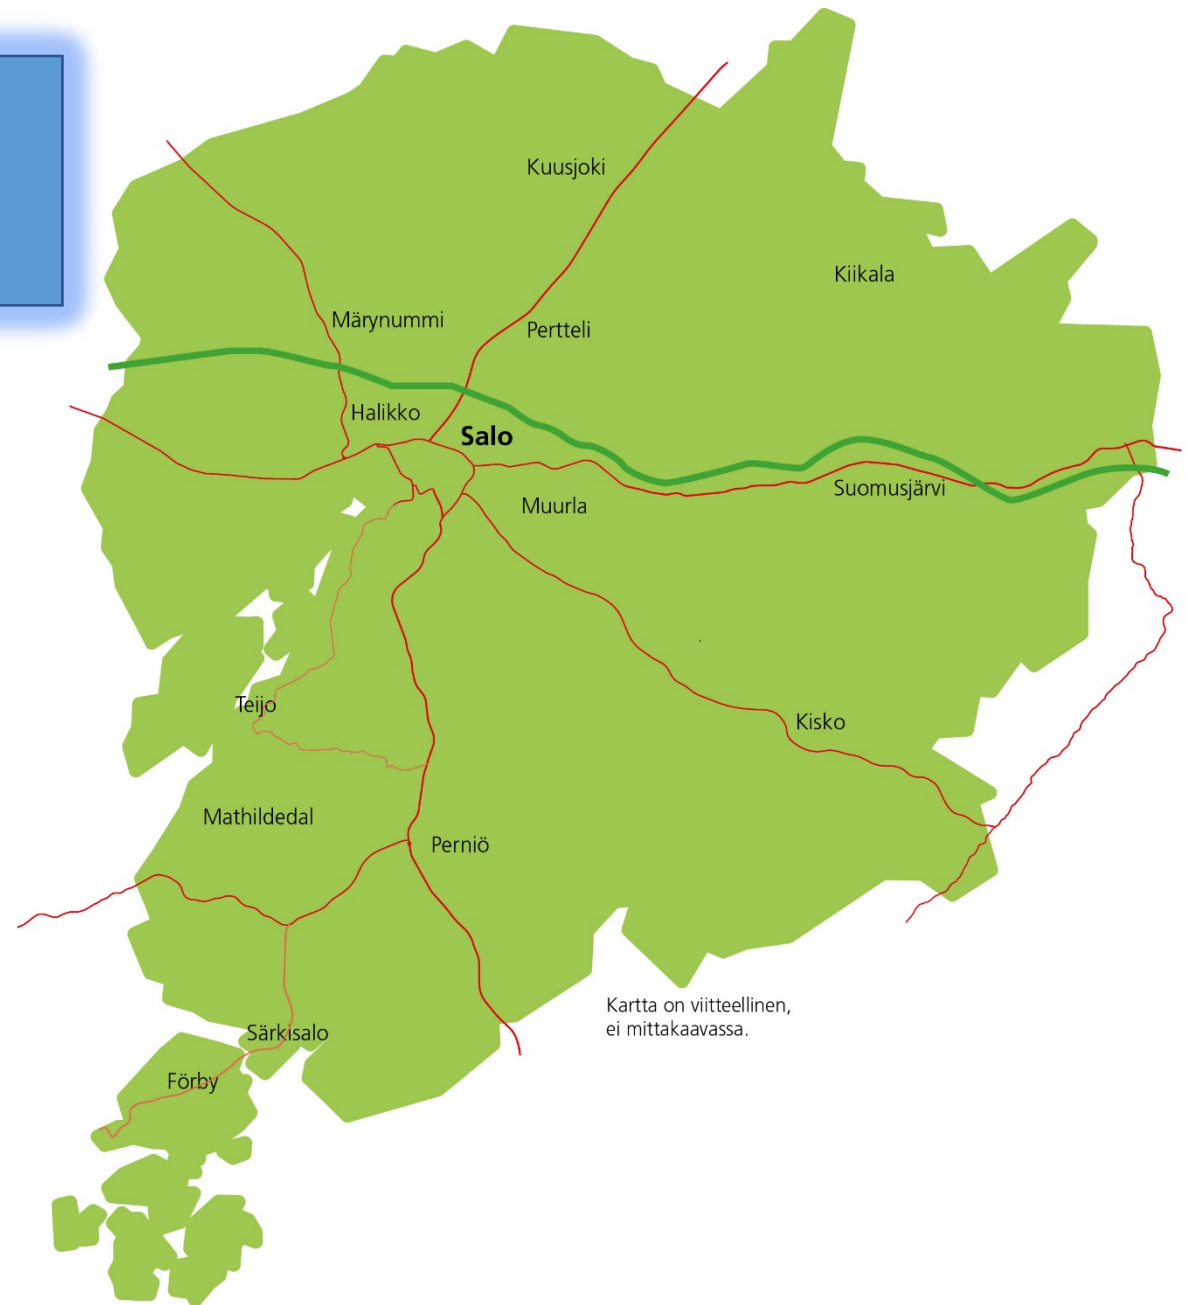 Kuusjoki
Kiikala
Märynummi
Pertteli
Halikko
Salo
Suomusjärvi
Muurla
Teijo
Kisko
Mathildedal
Perniö
Kartta on viitteellinen,
ei mittakaavassa.
Särkisalo
Förby